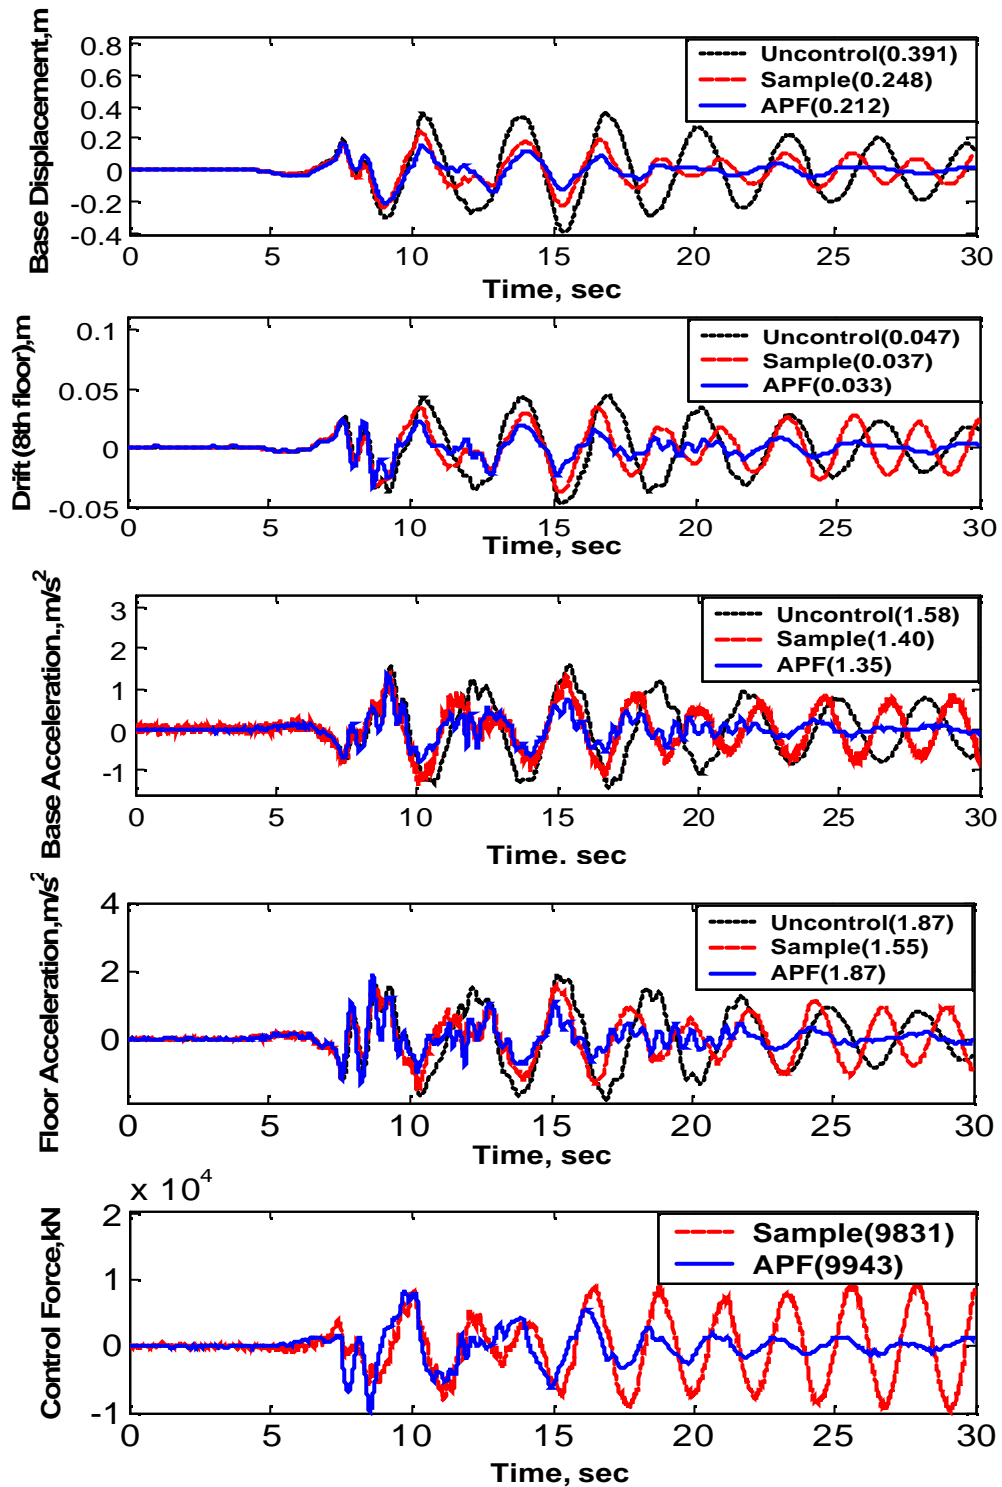 Base Displacement,m
0.8
0.6
0.4
0.2
0
-0.2
-0.4
Uncontrol(0.391)
Sample(0.248)
APF(0.212)
0 5 10 15 20 25 30
Time, sec
Drift (8th floor),m
0.1
0.05
0
-0.05
Uncontrol(0.047)
Sample(0.037)
APF(0.033)
0 5 10 15 20 25 30
Time, sec
Base Acceleration.,m/s²
3
2
1
0
-1
Uncontrol(1.58)
Sample(1.40)
APF(1.35)
0 5 10 15 20 25 30
Time. sec
Floor Acceleration,m/s²
4
2
0
Uncontrol(1.87)
Sample(1.55)
APF(1.87)
0 5 10 15 20 25 30
Time, sec
Control Force,kN
x 10⁴
2
1
0
-1
Sample(9831)
APF(9943)
0 5 10 15 20 25 30
Time, sec